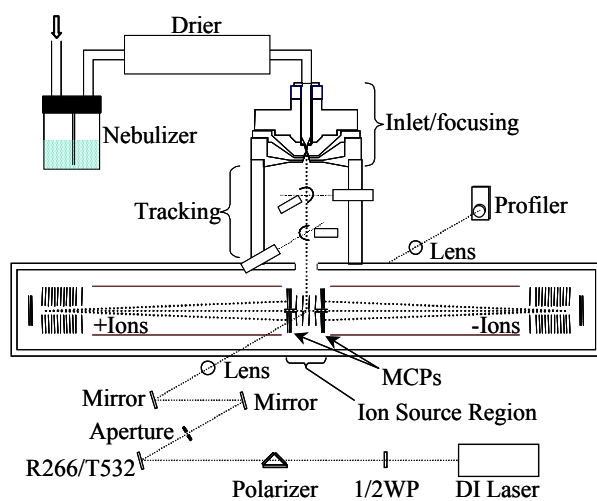 Drier
Nebulizer
Inlet/focusing
Tracking
Profiler
Lens
+Ions
-Ions
Lens
MCPs
Mirror
Mirror
Ion Source Region
Aperture
R266/T532
Polarizer
1/2WP
DI Laser